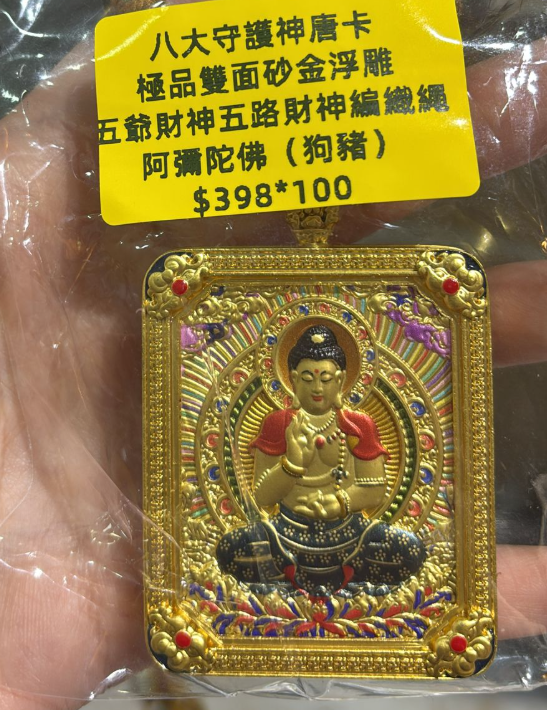 八大守護神唐卡
極品雙面砂金浮雕
五爺財神五路財神編織繩
阿彌陀佛（狗豬）
$398*100